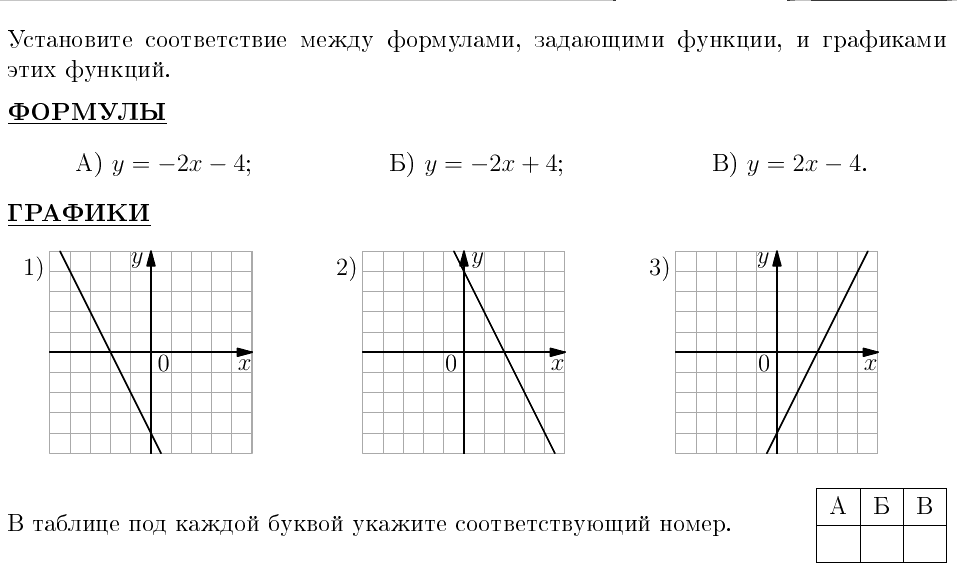 Установите соответствие между формулами, задающими функции, и графиками
этих функций.
ФОРМУЛЫ
А) y = −2x − 4; Б) y = −2x + 4; В) y = 2x − 4.
ГРАФИКИ
1) y 0 x 2) y 0 x 3) y 0 x
В таблице под каждой буквой укажите соответствующий номер.
А Б В